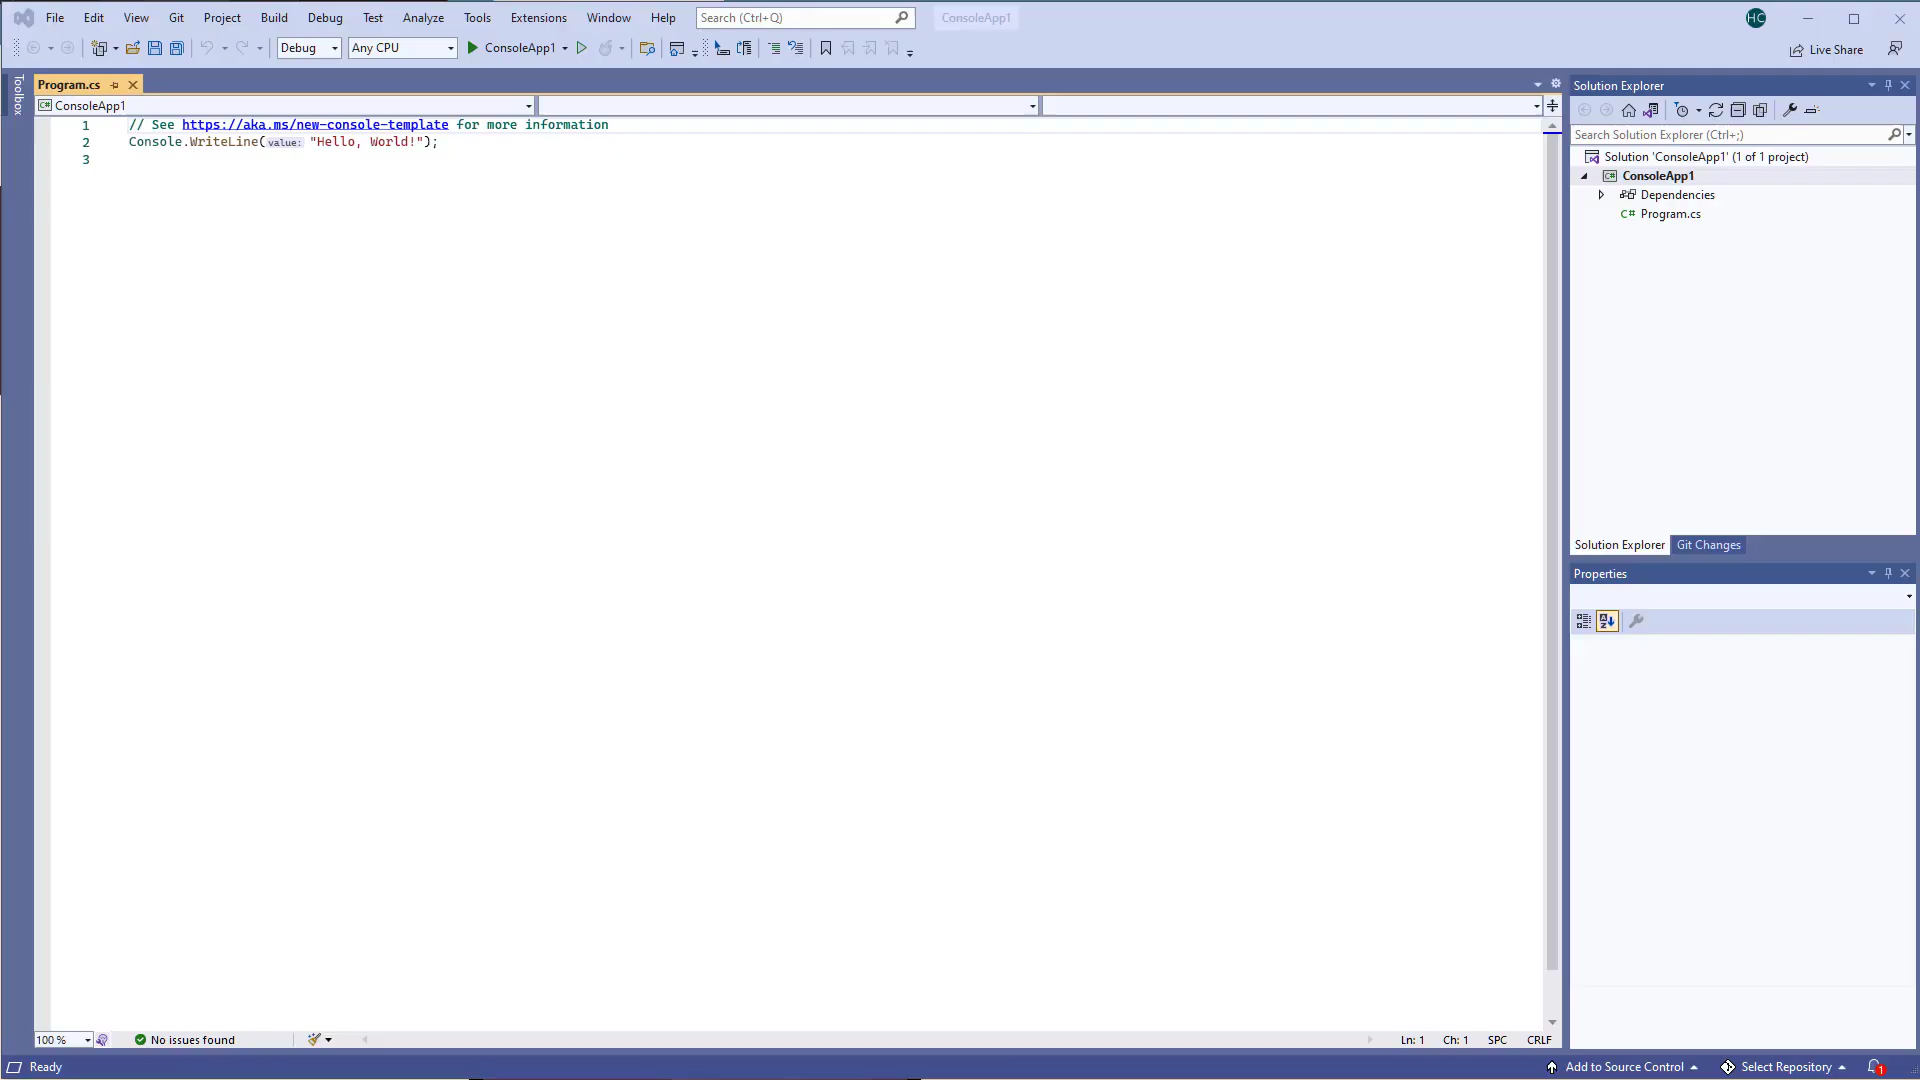 File Edit View Git Project Build Debug Test Analyze Tools Extensions Window Help Search (Ctrl+Q) ConsoleApp1 HC
Debug Any CPU ConsoleApp1 Live Share
Toolbox
Program.cs
ConsoleApp1
1 // See https://aka.ms/new-console-template for more information
2 Console.WriteLine(value: "Hello, World!");
3
Solution Explorer
Search Solution Explorer (Ctrl+;)
Solution 'ConsoleApp1' (1 of 1 project)
C# ConsoleApp1
Dependencies
C# Program.cs
Solution Explorer Git Changes
Properties
100 % No issues found Ln: 1 Ch: 1 SPC CRLF
Ready Add to Source Control Select Repository 1